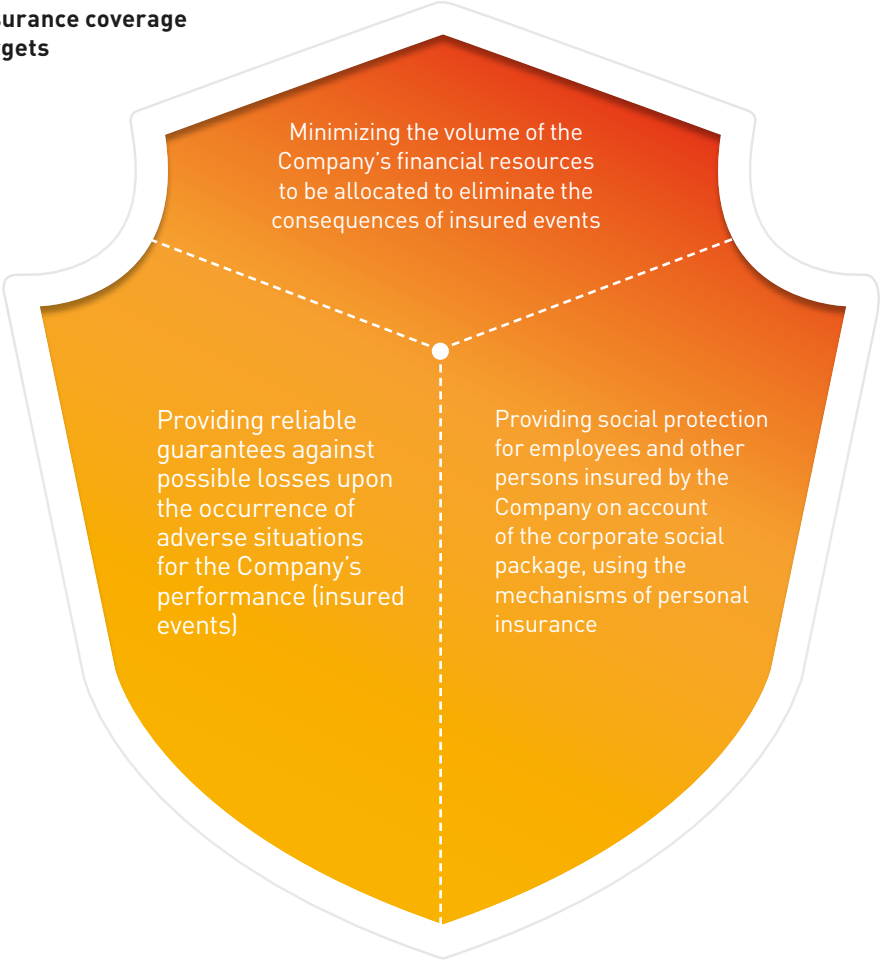 surance coverage
gets
Minimizing the volume of the
Company’s financial resources
to be allocated to eliminate the
consequences of insured events
Providing reliable
guarantees against
possible losses upon
the occurrence of
adverse situations
for the Company’s
performance (insured
events)
Providing social protection
for employees and other
persons insured by the
Company on account
of the corporate social
package, using the
mechanisms of personal
insurance